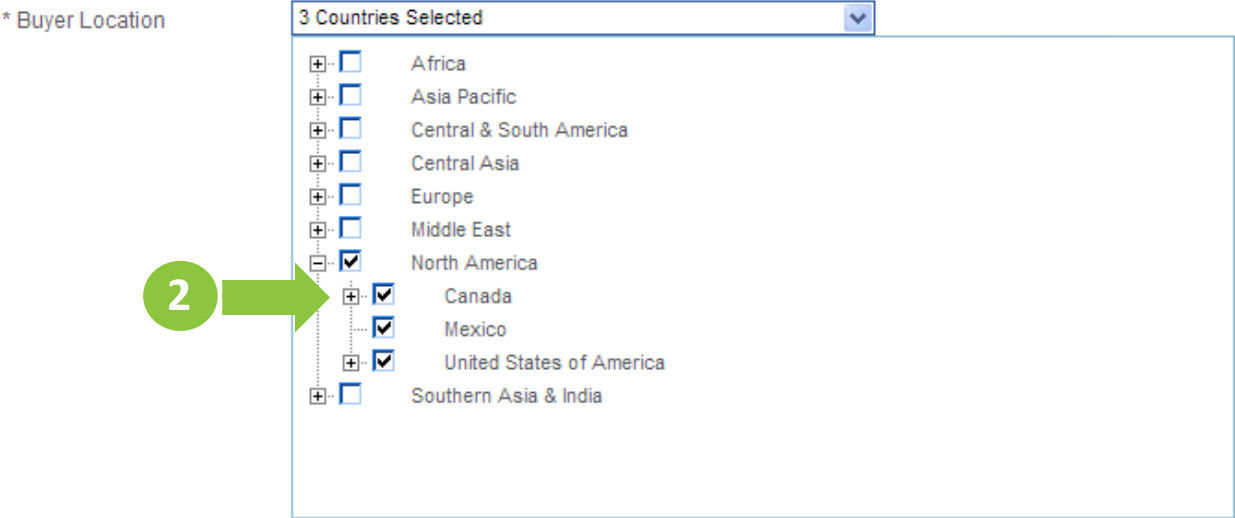 * Buyer Location
3 Countries Selected
Africa
Asia Pacific
Central & South America
Central Asia
Europe
Middle East
North America
2
Canada
Mexico
United States of America
Southern Asia & India